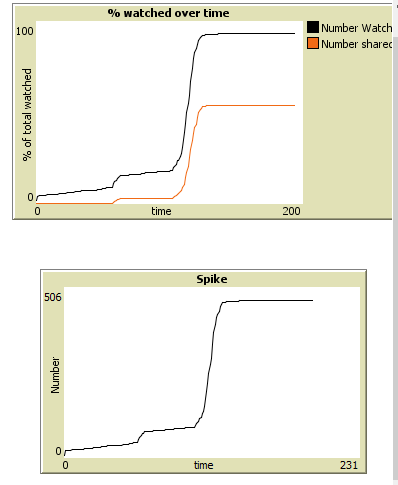 % watched over time
100
% of total watched
0
0 time 200
Number Watch
Number shared
Spike
506
Number
0
0 time 231